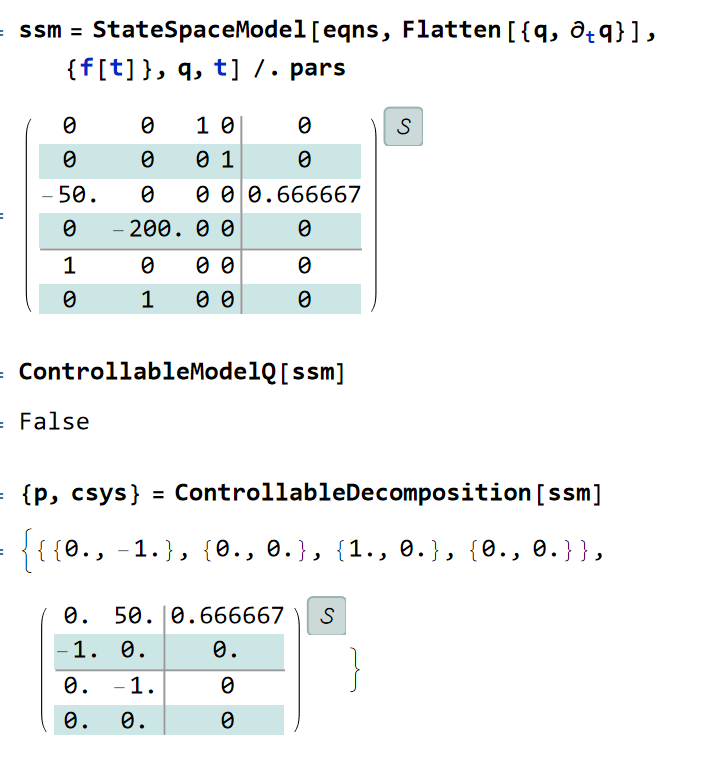 ssm = StateSpaceModel[eqns, Flatten[{q, ∂tq}],
{f[t]}, q, t] /. pars
0 0 1 0 0
0 0 0 1 0
-50. 0 0 0 0.666667
0 -200. 0 0 0
1 0 0 0 0
0 1 0 0 0
S
ControllableModelQ[ssm]
False
{p, csys} = ControllableDecomposition[ssm]
{{{0., -1.}, {0., 0.}, {1., 0.}, {0., 0.}},
0. 50. 0.666667
-1. 0. 0.
0. -1. 0
0. 0. 0
S
}